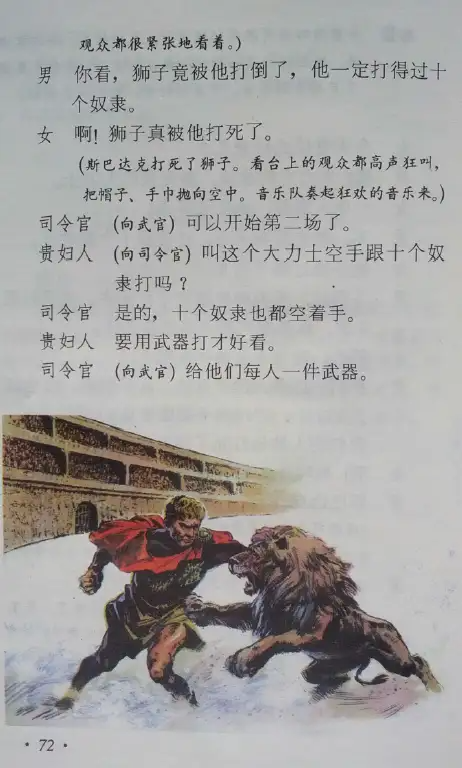 观众都很紧张地看着。)
男 你看，狮子竟被他打倒了，他一定打得过十
个奴隶。
女 啊！狮子真被他打死了。
(斯巴达克打死了狮子。看台上的观众都高声狂叫，
把帽子、手巾抛向空中。音乐队奏起狂欢的音乐来。)
司令官 (向武官) 可以开始第二场了。
贵妇人 (向司令官) 叫这个大力士空手跟十个奴
隶打吗？
司令官 是的，十个奴隶也都空着手。
贵妇人 要用武器打才好看。
司令官 (向武官) 给他们每人一件武器。
· 72 ·